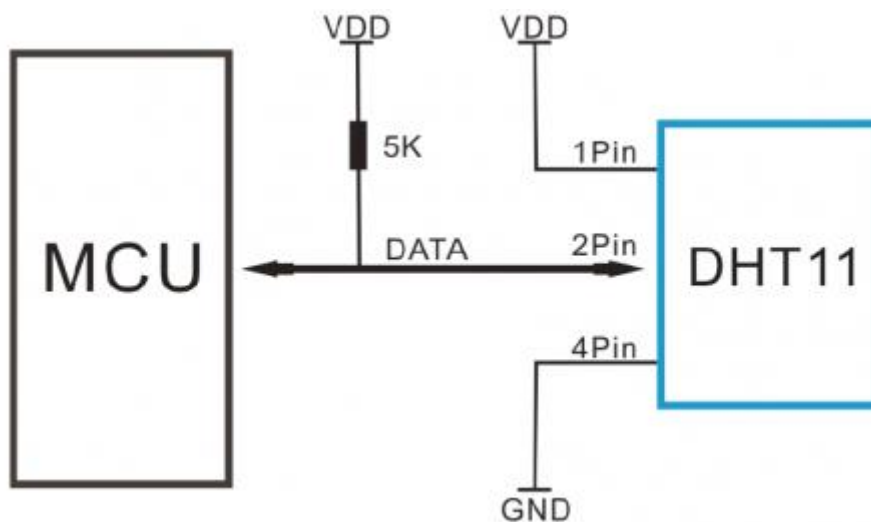 VDD
VDD
5K
1Pin
MCU
DATA
2Pin
DHT11
4Pin
GND